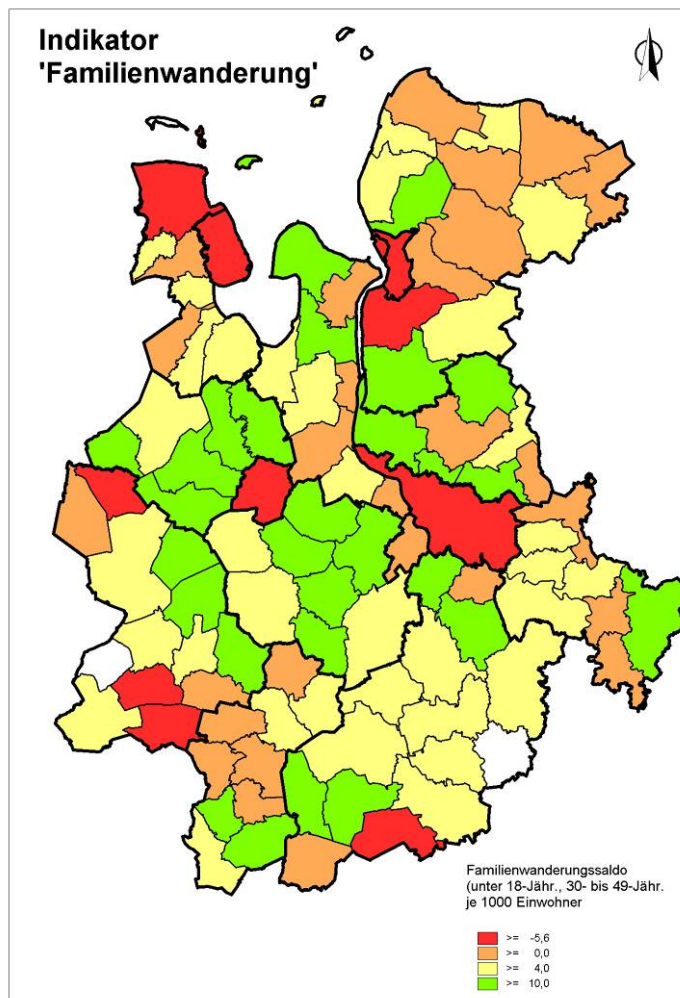 Indikator
'Familienwanderung'
Familienwanderungssaldo
(unter 18-Jähr., 30- bis 49-Jähr.
je 1000 Einwohner
>= -5,6
>= 0,0
>= 4,0
>= 10,0